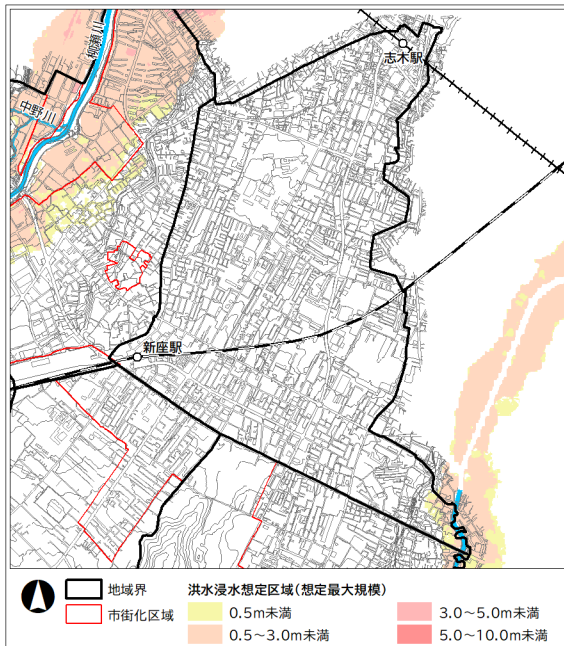 志木駅
柳瀬川
中野川
新座駅
地域界
市街化区域
洪水浸水想定区域(想定最大規模)
0.5m未満
0.5～3.0m未満
3.0～5.0m未満
5.0～10.0m未満